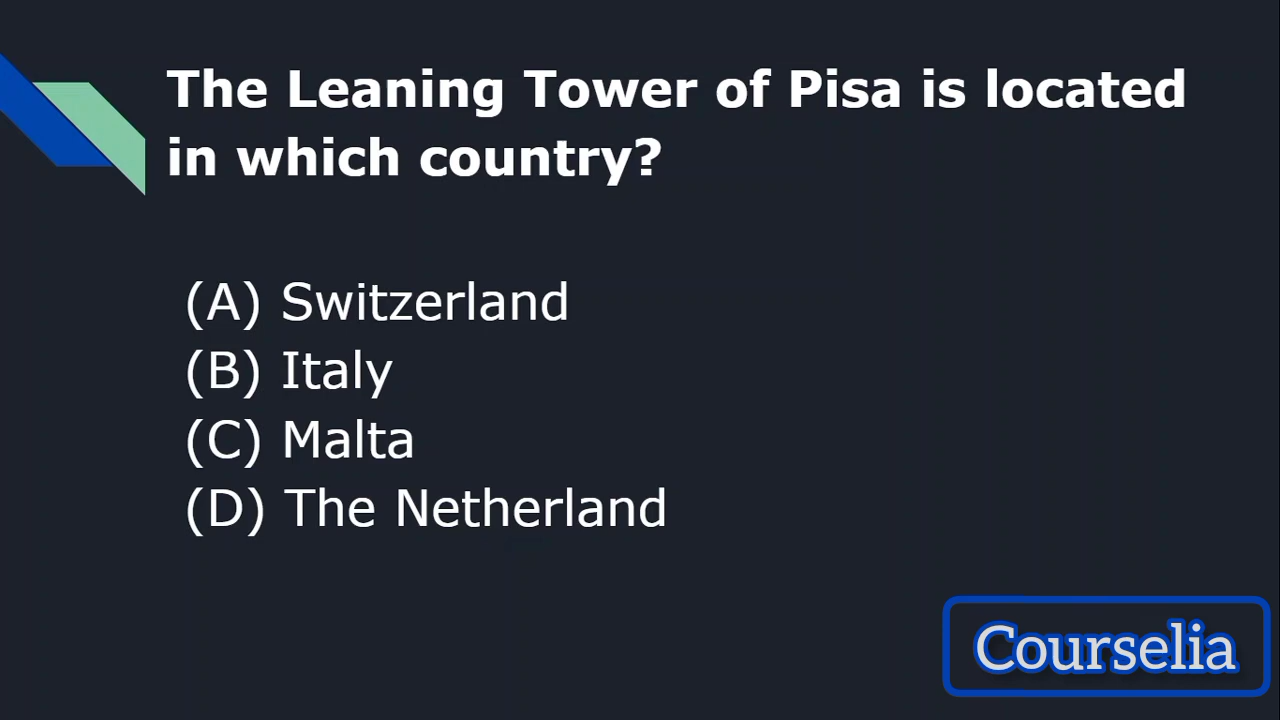 The Leaning Tower of Pisa is located
in which country?
(A) Switzerland
(B) Italy
(C) Malta
(D) The Netherland
Courselia